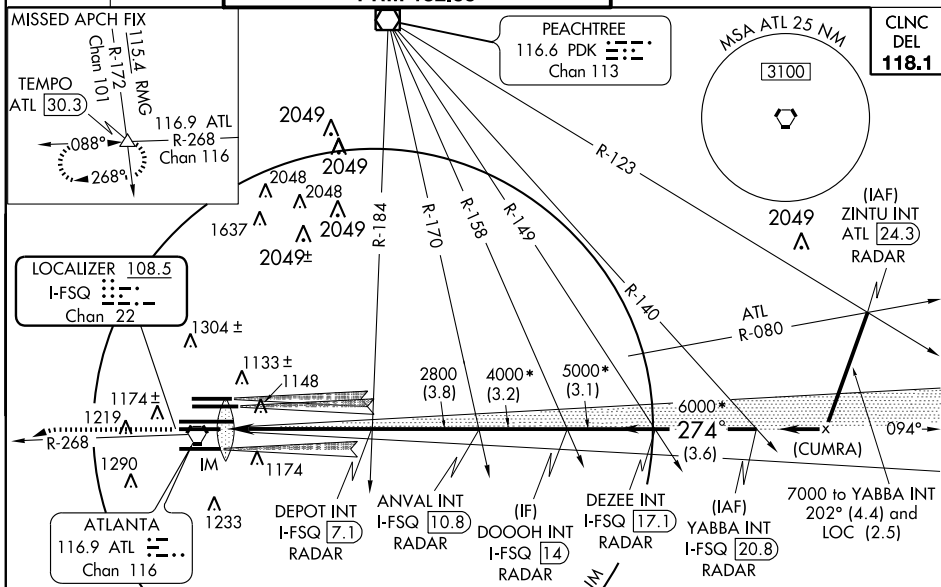 MISSED APCH FIX
115.4 RMG
R-172
Chan 101
TEMPO
ATL 30.3
116.9 ATL
R-268
Chan 116
088°
268°
PEACHTREE
116.6 PDK
Chan 113
MSA ATL 25 NM
3100
CLNC
DEL
118.1
2049
2049
2048
2048
2049
1637
2049±
R-184
R-170
R-158
R-149
R-140
R-123
2049
(IAF)
ZINTU INT
ATL 24.3
RADAR
LOCALIZER 108.5
I-FSQ
Chan 22
ATL
R-080
1304±
1133±
1148
1174±
1219
R-268
1290
IM
1174
1233
2800
(3.8)
4000*
(3.2)
5000*
(3.1)
6000*
274°
(3.6)
(CUMRA)
094°
7000 to YABBA INT
202° (4.4) and
LOC (2.5)
ATLANTA
116.9 ATL
Chan 116
DEPOT INT
I-FSQ 7.1
RADAR
ANVAL INT
I-FSQ 10.8
RADAR
(IF)
DOOOH INT
I-FSQ 14
RADAR
DEZEE INT
I-FSQ 17.1
RADAR
(IAF)
YABBA INT
I-FSQ 20.8
RADAR